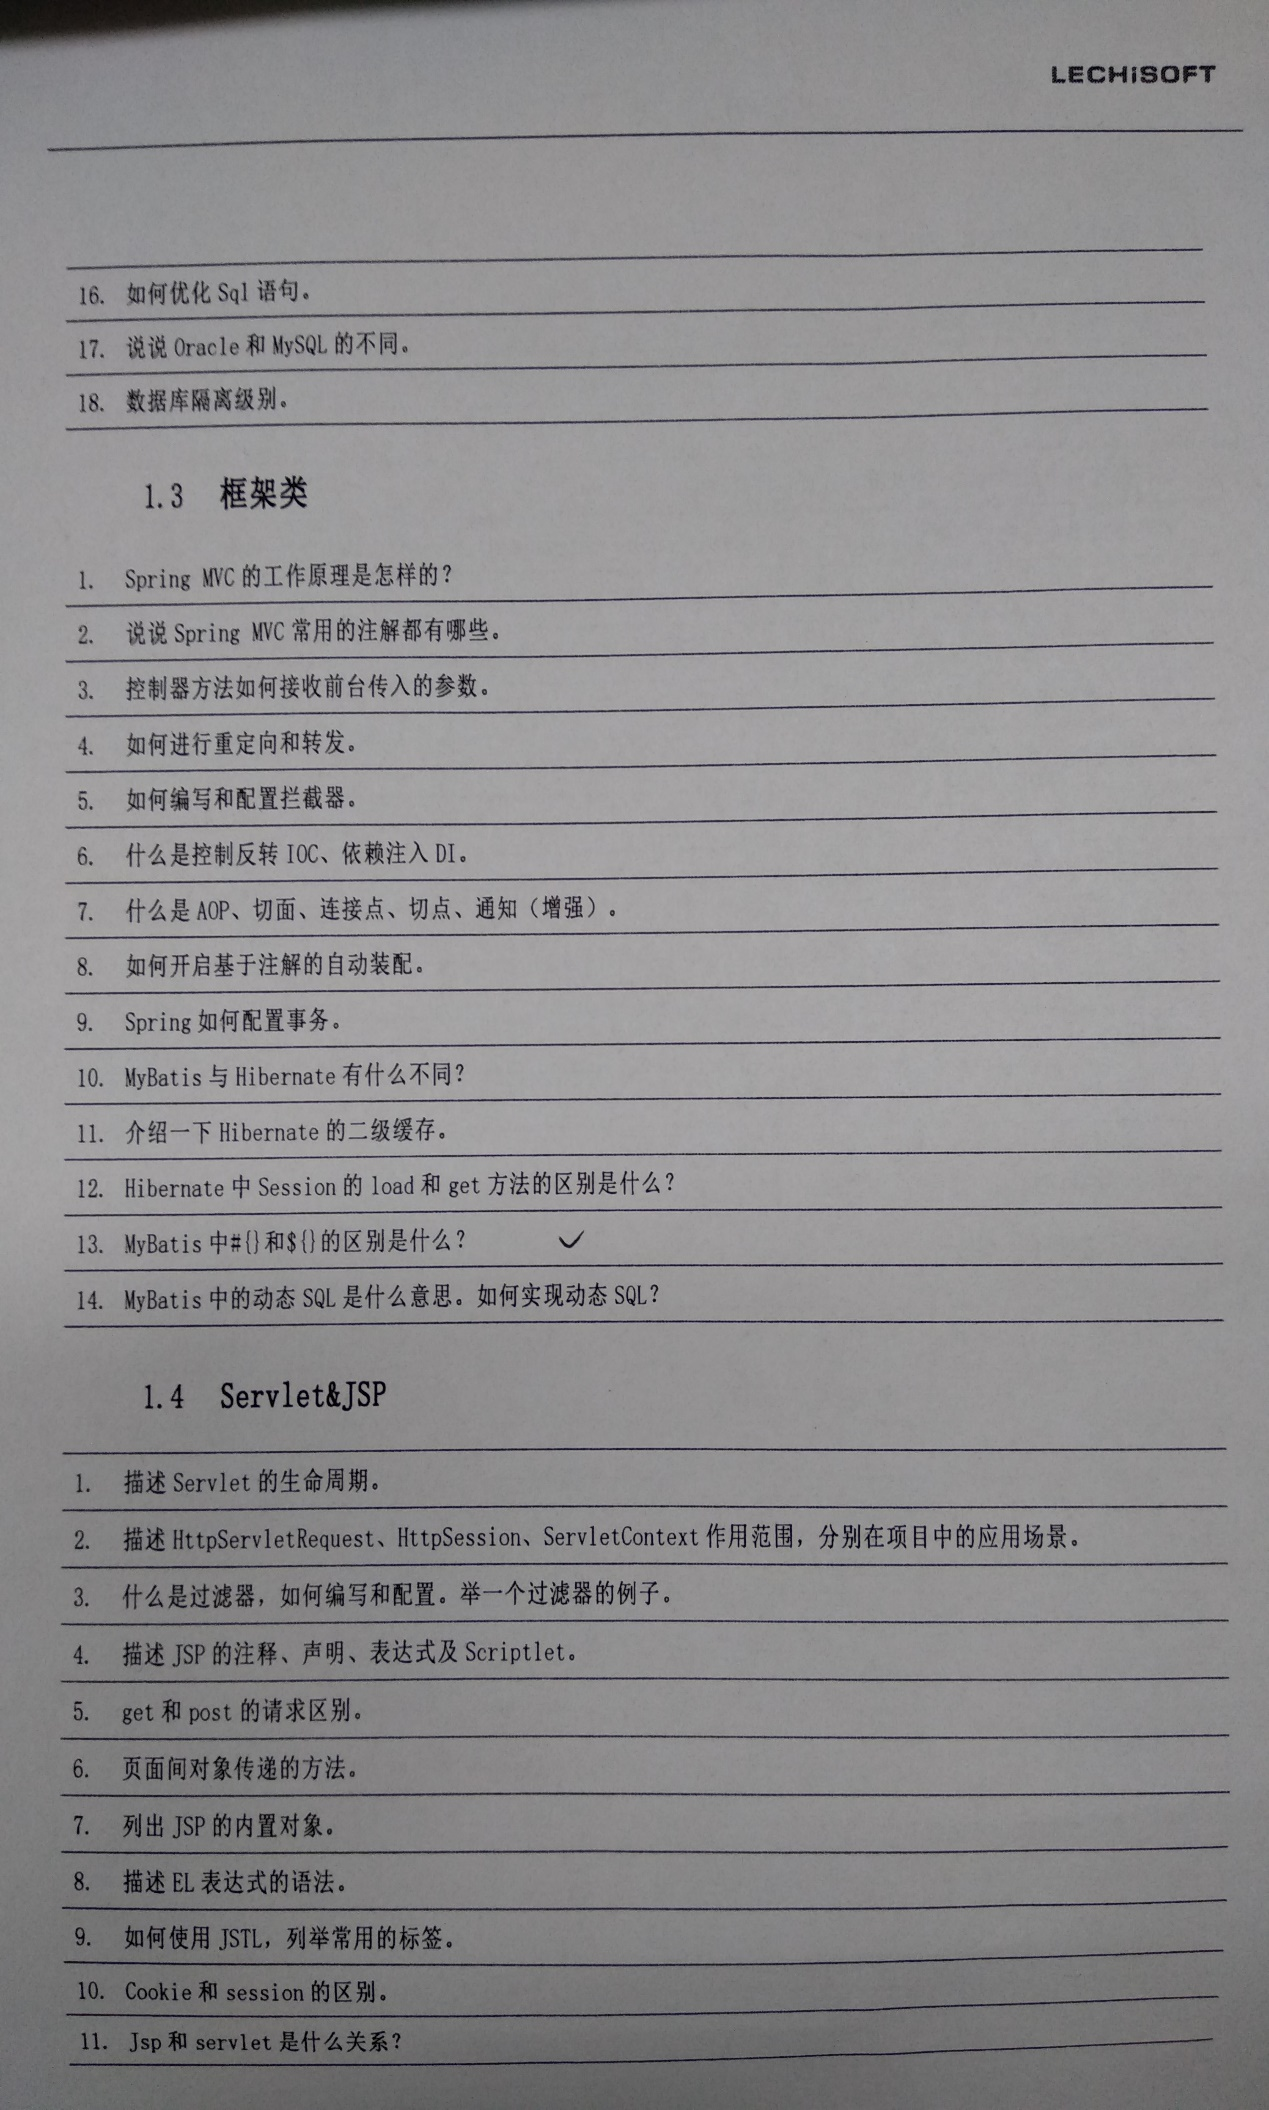 LECHiSOFT
16. 如何优化 Sql 语句。
17. 说说 Oracle 和 MySQL 的不同。
18. 数据库隔离级别。
1.3 框架类
1. Spring MVC 的工作原理是怎样的？
2. 说说 Spring MVC 常用的注解都有哪些。
3. 控制器方法如何接收前台传入的参数。
4. 如何进行重定向和转发。
5. 如何编写和配置拦截器。
6. 什么是控制反转 IOC、依赖注入 DI。
7. 什么是 AOP、切面、连接点、切点、通知（增强）。
8. 如何开启基于注解的自动装配。
9. Spring 如何配置事务。
10. MyBatis 与 Hibernate 有什么不同？
11. 介绍一下 Hibernate 的二级缓存。
12. Hibernate 中 Session 的 load 和 get 方法的区别是什么？
13. MyBatis 中#{}和${}的区别是什么？
14. MyBatis 中的动态 SQL 是什么意思。如何实现动态 SQL？
1.4 Servlet&JSP
1. 描述 Servlet 的生命周期。
2. 描述 HttpServletRequest、HttpSession、ServletContext 作用范围，分别在项目中的应用场景。
3. 什么是过滤器，如何编写和配置。举一个过滤器的例子。
4. 描述 JSP 的注释、声明、表达式及 Scriptlet。
5. get 和 post 的请求区别。
6. 页面间对象传递的方法。
7. 列出 JSP 的内置对象。
8. 描述 EL 表达式的语法。
9. 如何使用 JSTL，列举常用的标签。
10. Cookie 和 session 的区别。
11. Jsp 和 servlet 是什么关系？